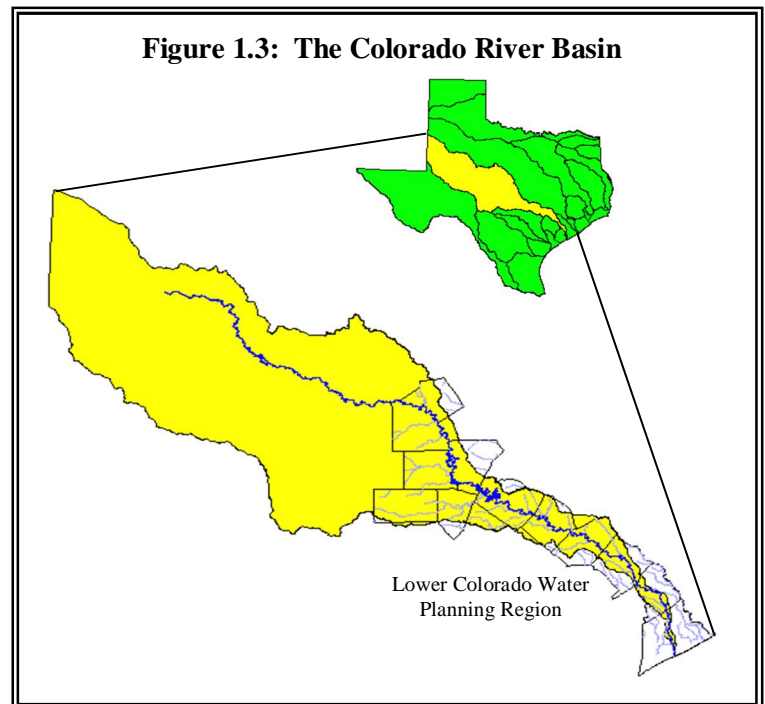 Figure 1.3: The Colorado River Basin
Lower Colorado Water
Planning Region